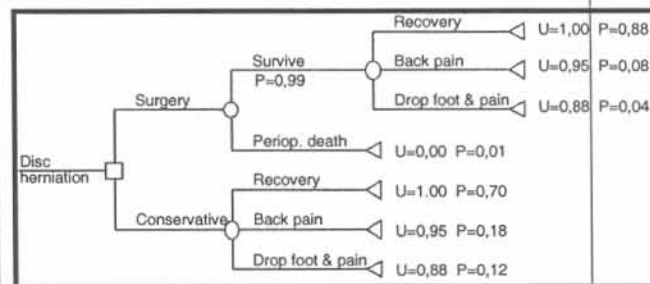 Recovery U=1,00 P=0,88
Survive Back pain U=0,95 P=0,08
P=0,99
Surgery Drop foot & pain U=0,88 P=0,04
Periop. death U=0,00 P=0,01
Disc
herniation
Recovery U=1.00 P=0,70
Conservative Back pain U=0,95 P=0,18
Drop foot & pain U=0,88 P=0,12